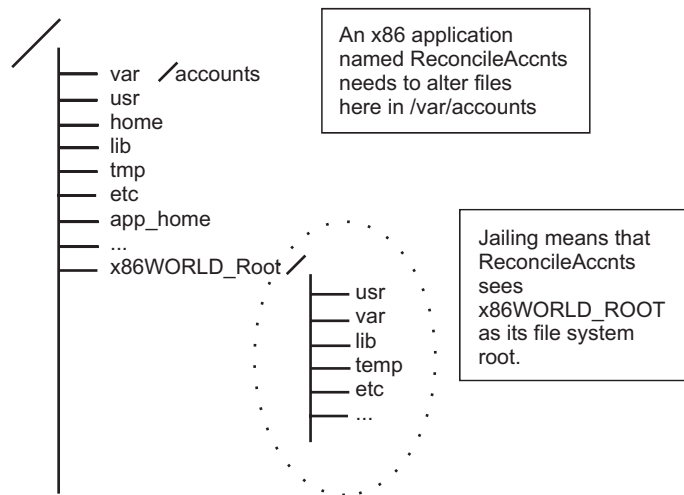 An x86 application
named ReconcileAccnts
needs to alter files
here in /var/accounts
/
var /accounts
usr
home
lib
tmp
etc
app_home
...
x86WORLD_Root /
usr
var
lib
temp
etc
...
Jailing means that
ReconcileAccnts
sees
x86WORLD_ROOT
as its file system
root.